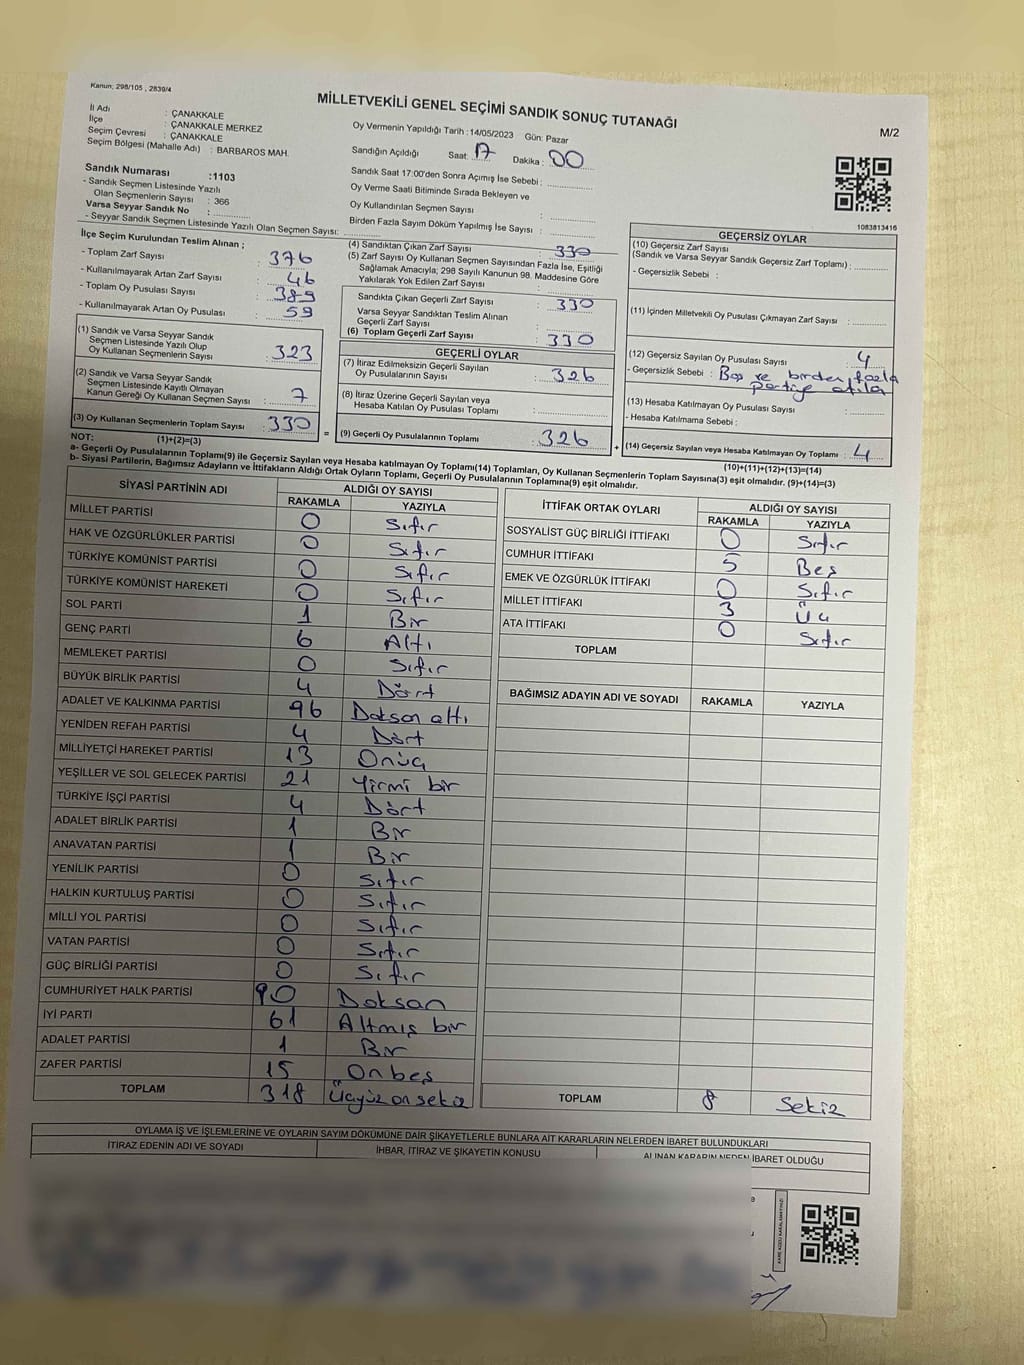 Kanun; 298/105 , 2839/4
MİLLETVEKİLİ GENEL SEÇİMİ SANDIK SONUÇ TUTANAĞI
M/2
İl Adı : ÇANAKKALE
İlçe : ÇANAKKALE MERKEZ
Seçim Çevresi : ÇANAKKALE
Seçim Bölgesi (Mahalle Adı) : BARBAROS MAH.
Oy Vermenin Yapıldığı Tarih : 14/05/2023 Gün: Pazar
Sandığın Açıldığı Saat: 17 Dakika : 00
Sandık Saat 17:00'den Sonra Açımış İse Sebebi :
Oy Verme Saati Bitiminde Sırada Bekleyen ve
Oy Kullandırılan Seçmen Sayısı :
Birden Fazla Sayım Döküm Yapılmış İse Sayısı :
Sandık Numarası :1103
- Sandık Seçmen Listesinde Yazılı
Olan Seçmenlerin Sayısı : 366
Varsa Seyyar Sandık No :
- Seyyar Sandık Seçmen Listesinde Yazılı Olan Seçmen Sayısı:
1083813416
İlçe Seçim Kurulundan Teslim Alınan ;
- Toplam Zarf Sayısı : 376
- Kullanılmayarak Artan Zarf Sayısı : 46
- Toplam Oy Pusulası Sayısı : 389
- Kullanılmayarak Artan Oy Pusulası : 59
(1) Sandık ve Varsa Seyyar Sandık
Seçmen Listesinde Yazılı Olup
Oy Kullanan Seçmenlerin Sayısı : 323
(2) Sandık ve Varsa Seyyar Sandık
Seçmen Listesinde Kayıtlı Olmayan
Kanun Gereği Oy Kullanan Seçmen Sayısı : 7
(3) Oy Kullanan Seçmenlerin Toplam Sayısı : 330
(1)+(2)=(3)
(4) Sandıktan Çıkan Zarf Sayısı : 330
(5) Zarf Sayısı Oy Kullanan Seçmen Sayısından Fazla İse, Eşitliği
Sağlamak Amacıyla; 298 Sayılı Kanunun 98. Maddesine Göre
Yakılarak Yok Edilen Zarf Sayısı :
Sandıkta Çıkan Geçerli Zarf Sayısı : 330
Varsa Seyyar Sandıktan Teslim Alınan
Geçerli Zarf Sayısı :
(6) Toplam Geçerli Zarf Sayısı : 330
GEÇERLİ OYLAR
(7) İtiraz Edilmeksizin Geçerli Sayılan
Oy Pusulalarının Sayısı : 326
(8) İtiraz Üzerine Geçerli Sayılan veya
Hesaba Katılan Oy Pusulası Toplamı :
= (9) Geçerli Oy Pusulalarının Toplamı : 326
GEÇERSİZ OYLAR
(10) Geçersiz Zarf Sayısı
(Sandık ve Varsa Seyyar Sandık Geçersiz Zarf Toplamı) :
- Geçersizlik Sebebi :
(11) İçinden Milletvekili Oy Pusulası Çıkmayan Zarf Sayısı :
(12) Geçersiz Sayılan Oy Pusulası Sayısı : 4
- Geçersizlik Sebebi : Boş ve birden fazla
partiye atıla
(13) Hesaba Katılmayan Oy Pusulası Sayısı :
- Hesaba Katılmama Sebebi :
+ (14) Geçersiz Sayılan veya Hesaba Katılmayan Oy Toplamı : 4
(10)+(11)+(12)+(13)=(14)
NOT:
a- Geçerli Oy Pusulalarının Toplamı(9) ile Geçersiz Sayılan veya Hesaba katılmayan Oy Toplamı(14) Toplamları, Oy Kullanan Seçmenlerin Toplam Sayısına(3) eşit olmalıdır. (9)+(14)=(3)
b- Siyasi Partilerin, Bağımsız Adayların ve İttifakların Aldığı Ortak Oyların Toplamı, Geçerli Oy Pusulalarının Toplamına(9) eşit olmalıdır.
SİYASİ PARTİNİN ADI ALDIĞI OY SAYISI
RAKAMLA YAZIYLA
MİLLET PARTİSİ 0 Sıfır
HAK VE ÖZGÜRLÜKLER PARTİSİ 0 Sıfır
TÜRKİYE KOMÜNİST PARTİSİ 0 Sıfır
TÜRKİYE KOMÜNİST HAREKETİ 0 Sıfır
SOL PARTİ 1 Bir
GENÇ PARTİ 6 Altı
MEMLEKET PARTİSİ 0 Sıfır
BÜYÜK BİRLİK PARTİSİ 4 Dört
ADALET VE KALKINMA PARTİSİ 96 Doksan altı
YENİDEN REFAH PARTİSİ 4 Dört
MİLLİYETÇİ HAREKET PARTİSİ 13 Onüç
YEŞİLLER VE SOL GELECEK PARTİSİ 21 Yirmi bir
TÜRKİYE İŞÇİ PARTİSİ 4 Dört
ADALET BİRLİK PARTİSİ 1 Bir
ANAVATAN PARTİSİ 1 Bir
YENİLİK PARTİSİ 0 Sıfır
HALKIN KURTULUŞ PARTİSİ 0 Sıfır
MİLLİ YOL PARTİSİ 0 Sıfır
VATAN PARTİSİ 0 Sıfır
GÜÇ BİRLİĞİ PARTİSİ 0 Sıfır
CUMHURİYET HALK PARTİSİ 90 Doksan
İYİ PARTİ 61 Altmış bir
ADALET PARTİSİ 1 Bir
ZAFER PARTİSİ 15 Onbeş
TOPLAM 318 Üçyüz on sekiz
İTTİFAK ORTAK OYLARI ALDIĞI OY SAYISI
RAKAMLA YAZIYLA
SOSYALİST GÜÇ BİRLİĞİ İTTİFAKI 0 Sıfır
CUMHUR İTTİFAKI 5 Beş
EMEK VE ÖZGÜRLÜK İTTİFAKI 0 Sıfır
MİLLET İTTİFAKI 3 Üç
ATA İTTİFAKI 0 Sıfır
TOPLAM
BAĞIMSIZ ADAYIN ADI VE SOYADI RAKAMLA YAZIYLA
TOPLAM 8 Sekiz
OYLAMA İŞ VE İŞLEMLERİNE VE OYLARIN SAYIM DÖKÜMÜNE DAİR ŞİKAYETLERLE BUNLARA AİT KARARLARIN NELERDEN İBARET BULUNDUKLARI
İTİRAZ EDENİN ADI VE SOYADI İHBAR, İTİRAZ VE ŞİKAYETİN KONUSU ALINAN KARARIN NEDEN İBARET OLDUĞU